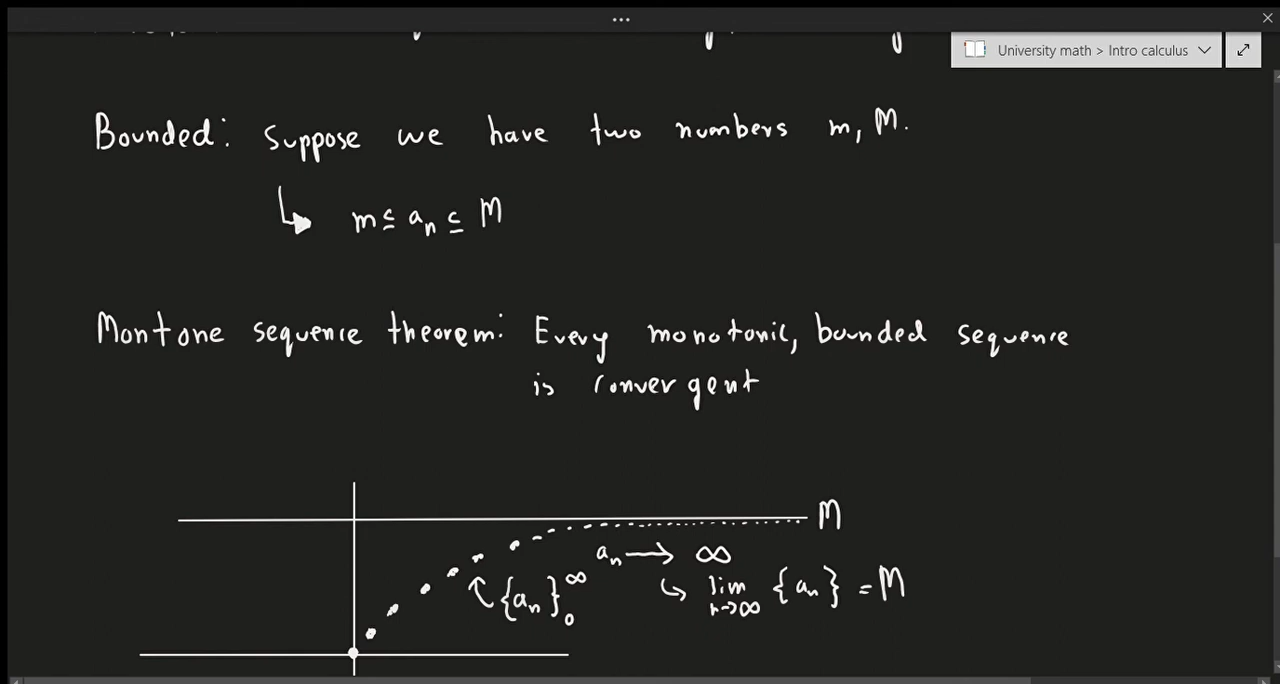 University math > Intro calculus
Bounded: Suppose we have two numbers m, M.
↳ m ≤ aₙ ≤ M
Montone sequence theorem: Every monotonic, bounded sequence
is convergent
M
aₙ → ∞
{aₙ}₀^∞
↳ lim n→∞ {aₙ} = M